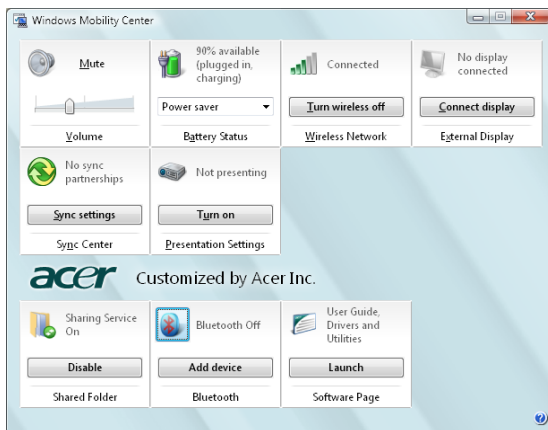 Windows Mobility Center
Mute
Volume
90% available
(plugged in,
charging)
Power saver
Battery Status
Connected
Turn wireless off
Wireless Network
No display
connected
Connect display
External Display
No sync
partnerships
Sync settings
Sync Center
Not presenting
Turn on
Presentation Settings
acer Customized by Acer Inc.
Sharing Service
On
Disable
Shared Folder
Bluetooth Off
Add device
Bluetooth
User Guide,
Drivers and
Utilities
Launch
Software Page